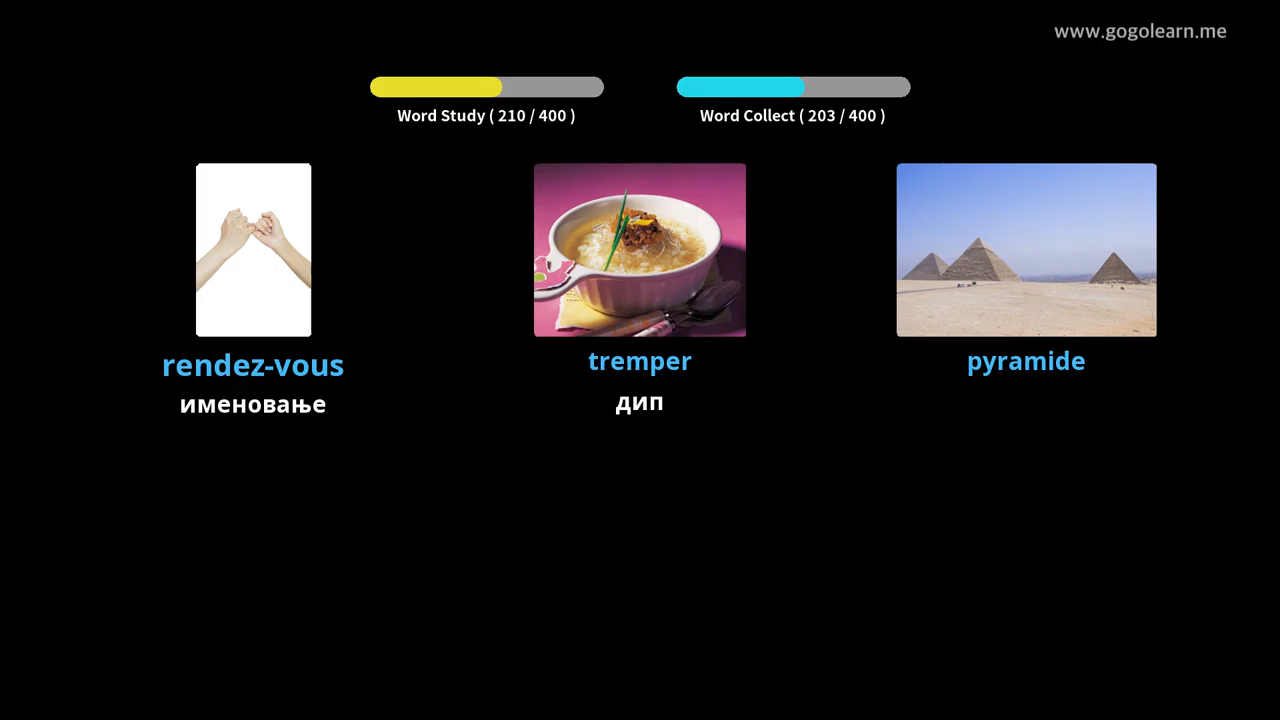 www.gogolearn.me
Word Study ( 210 / 400 )
Word Collect ( 203 / 400 )
rendez-vous
именовање
tremper
дип
pyramide